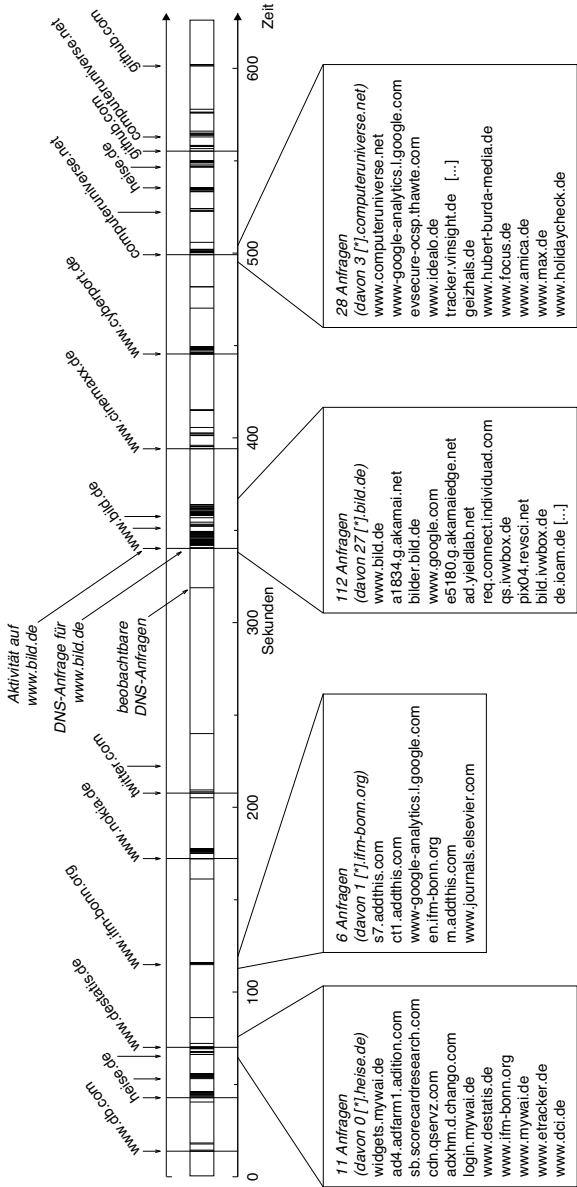 www.db.com
heise.de
www.destatis.de
www.ifm-bonn.org
www.nokia.de
twitter.com
Aktivität auf
www.bild.de
DNS-Anfrage für
www.bild.de
beobachtbare
DNS-Anfragen
www.bild.de
www.cinemaxx.de
www.cyberport.de
computeruniverse.net
heise.de
github.com
computeruniverse.net
github.com
0
100
200
300
400
500
600
Sekunden
Zeit
11 Anfragen
(davon 0 [*].heise.de)
widgets.mywai.de
ad4.adfarm1.adition.com
sb.scorecardresearch.com
cdn.qservz.com
adxhm.d.chango.com
login.mywai.de
www.destatis.de
www.ifm-bonn.org
www.mywai.de
www.etracker.de
www.dci.de
6 Anfragen
(davon 1 [*].ifm-bonn.org)
s7.addthis.com
ct1.addthis.com
www-google-analytics.l.google.com
en.ifm-bonn.org
m.addthis.com
www.journals.elsevier.com
112 Anfragen
(davon 27 [*].bild.de)
www.bild.de
a1834.g.akamai.net
bilder.bild.de
www.google.com
e5180.g.akamaiedge.net
ad.yieldlab.net
req.connect.individuad.com
qs.ivwbox.de
pix04.revsci.net
bild.ivwbox.de
de.ioam.de [...]
28 Anfragen
(davon 3 [*].computeruniverse.net)
www.computeruniverse.net
www-google-analytics.l.google.com
evsecure-ocsp.thawte.com
www.idealo.de
tracker.vinsight.de [...]
geizhals.de
www.hubert-burda-media.de
www.focus.de
www.amica.de
www.max.de
www.holidaycheck.de